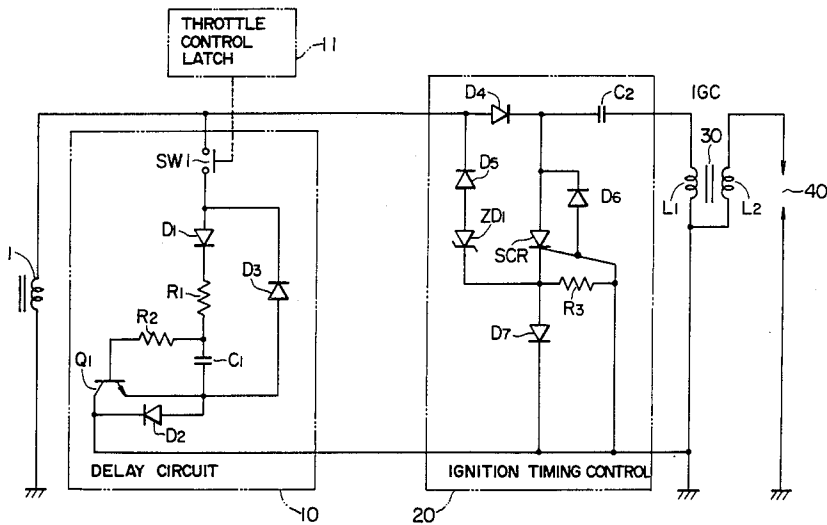 THROTTLE
CONTROL
LATCH
11
D4
C2
IGC
30
SW1
D5
D6
40
L1
L2
ZD1
D1
SCR
1
D3
R1
R2
R3
D7
C1
Q1
D2
DELAY CIRCUIT
IGNITION TIMING CONTROL
10
20